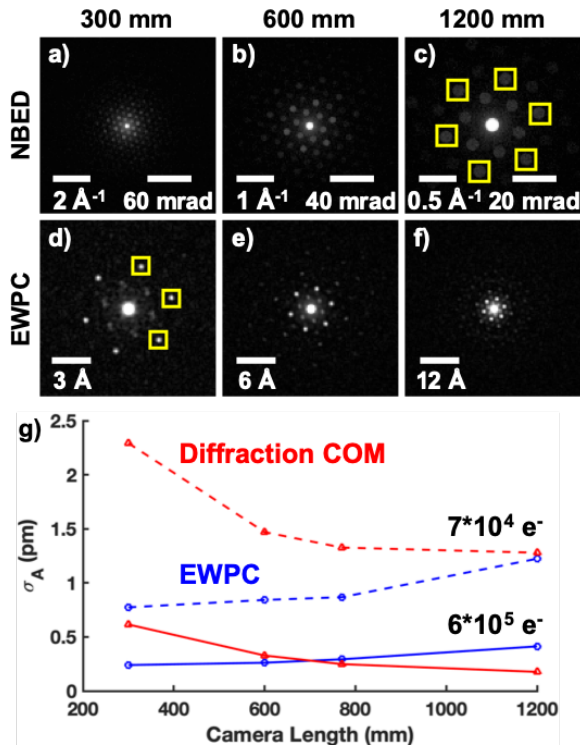 300 mm 600 mm 1200 mm
NBED
a) b) c)
2 Å⁻¹ 60 mrad 1 Å⁻¹ 40 mrad 0.5 Å⁻¹ 20 mrad
EWPC
d) e) f)
3 Å 6 Å 12 Å
g)
2.5
2
1.5
1
0.5
0
σ_A (pm)
Diffraction COM
7*10⁴ e⁻
EWPC
6*10⁵ e⁻
200 400 600 800 1000 1200
Camera Length (mm)